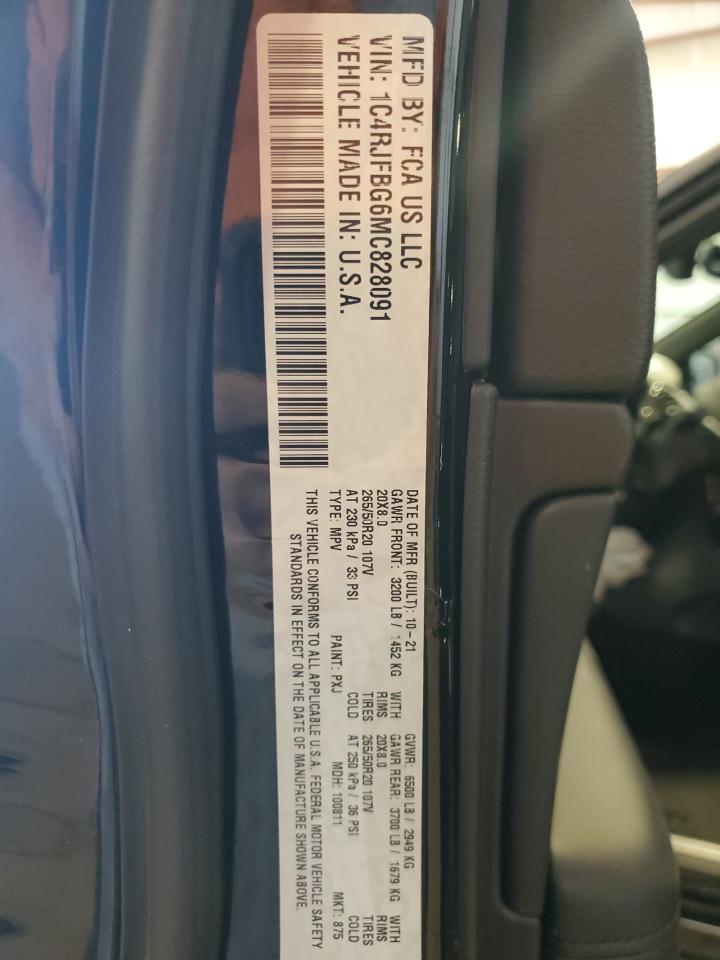 MFD BY: FCA US LLC
VIN: 1C4RJFBG6MC828091
VEHICLE MADE IN: U.S.A.
DATE OF MFR (BUILT): 10-21 GVWR: 6500 LB / 2949 KG
GAWR FRONT: 3200 LB / 1452 KG WITH GAWR REAR: 3700 LB / 1679 KG WITH
20X8.0 RIMS 20X8.0 RIMS
265/50R20 107V TIRES 265/50R20 107V TIRES
AT 230 kPa / 33 PSI COLD AT 250 kPa / 36 PSI COLD
TYPE: MPV PAINT: PXJ MDH: 100811 MKT: 875
THIS VEHICLE CONFORMS TO ALL APPLICABLE U.S.A. FEDERAL MOTOR VEHICLE SAFETY
STANDARDS IN EFFECT ON THE DATE OF MANUFACTURE SHOWN ABOVE.